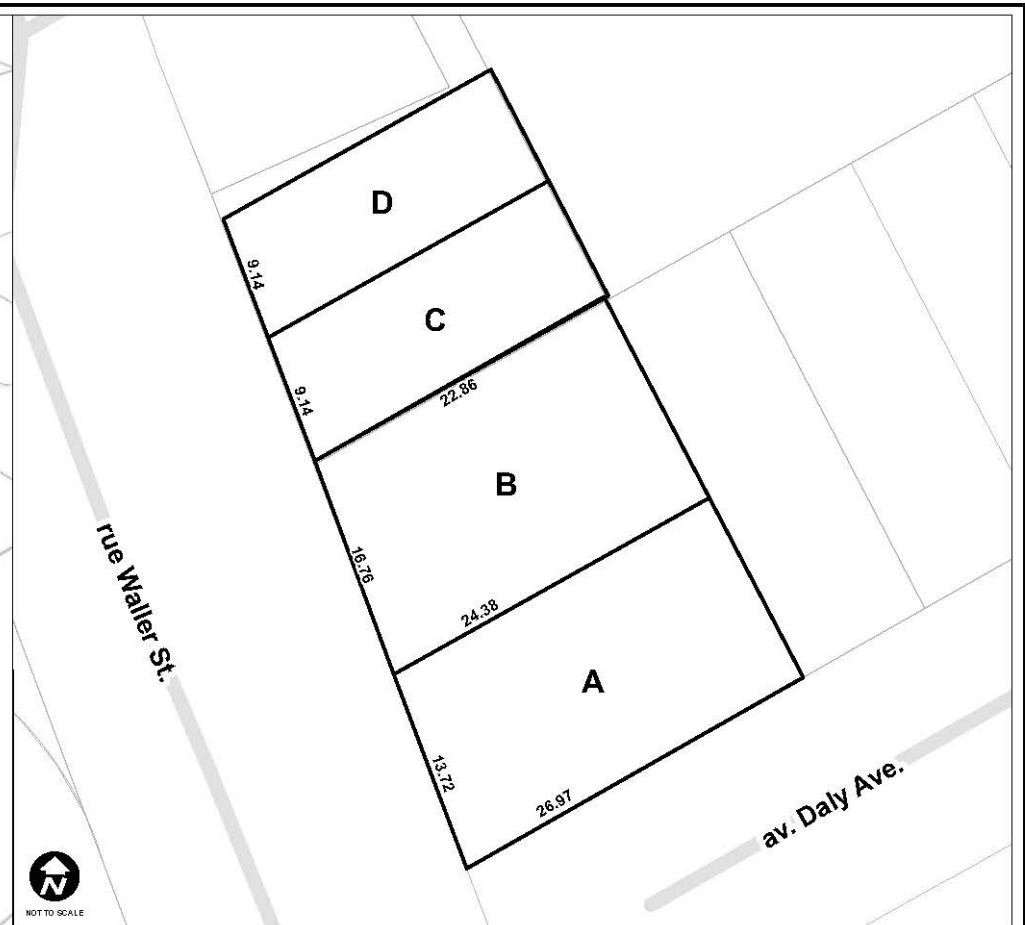 D
9.14
C
9.14
22.86
B
16.76
24.38
A
13.72
26.97
rue Waller St.
av. Daly Ave.
N
NOT TO SCALE